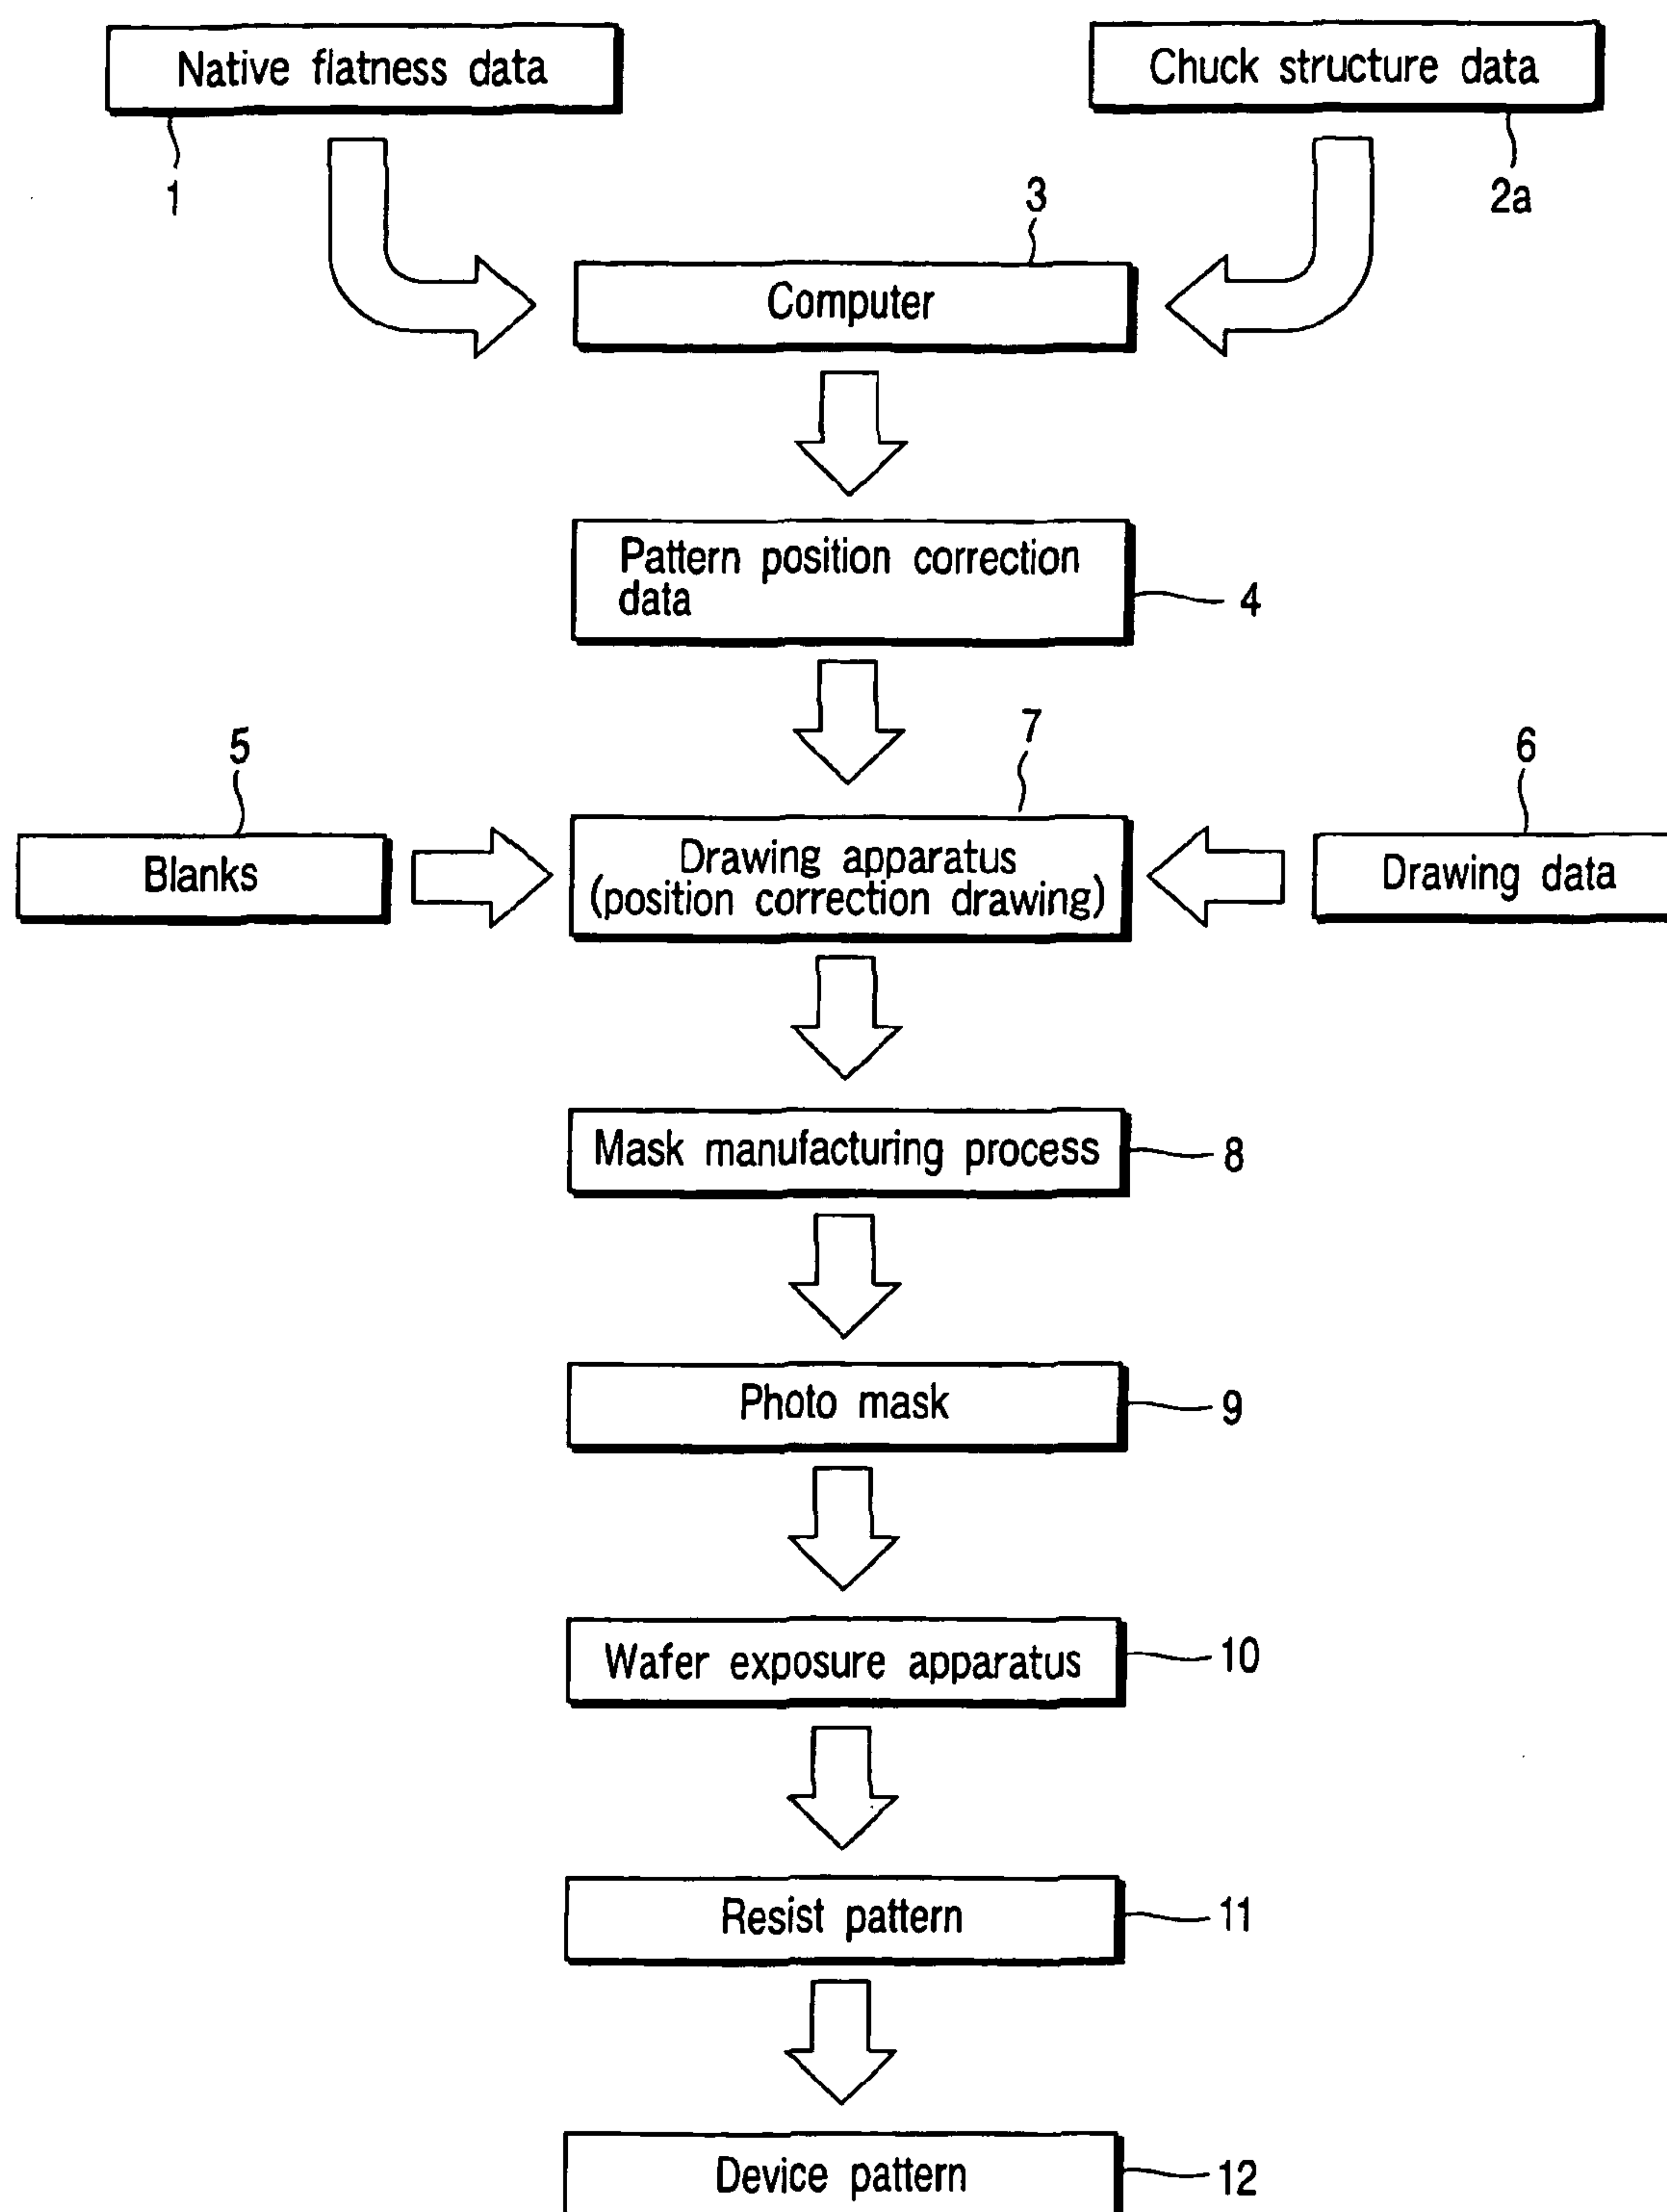 Native flatness data
Chuck structure data
1
2a
3
Computer
Pattern position correction
data
4
5
7
6
Blanks
Drawing apparatus
(position correction drawing)
Drawing data
Mask manufacturing process
8
Photo mask
9
Wafer exposure apparatus
10
Resist pattern
11
Device pattern
12